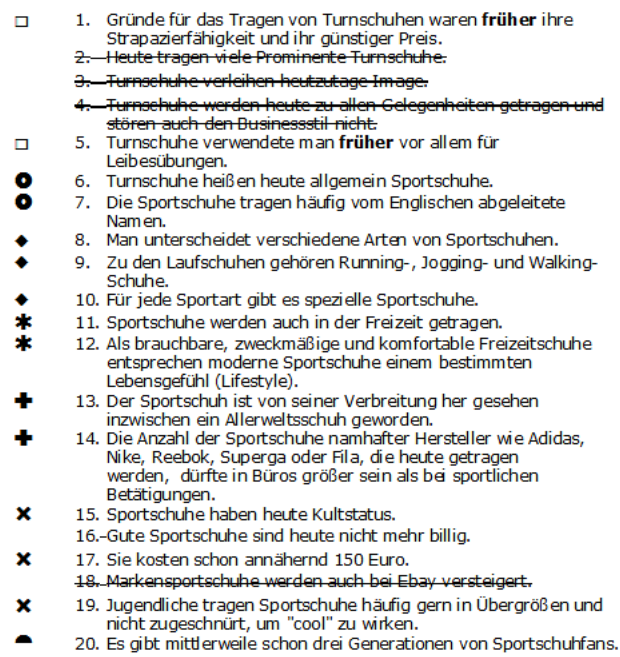 □ 1. Gründe für das Tragen von Turnschuhen waren früher ihre
Strapazierfähigkeit und ihr günstiger Preis.
2. Heute tragen viele Prominente Turnschuhe.
3. Turnschuhe verleihen heutzutage Image.
4. Turnschuhe werden heute zu allen Gelegenheiten getragen und
stören auch den Businessstil nicht.
□ 5. Turnschuhe verwendete man früher vor allem für
Leibesübungen.
6. Turnschuhe heißen heute allgemein Sportschuhe.
7. Die Sportschuhe tragen häufig vom Englischen abgeleitete
Namen.
8. Man unterscheidet verschiedene Arten von Sportschuhen.
9. Zu den Laufschuhen gehören Running-, Jogging- und Walking-
Schuhe.
10. Für jede Sportart gibt es spezielle Sportschuhe.
11. Sportschuhe werden auch in der Freizeit getragen.
12. Als brauchbare, zweckmäßige und komfortable Freizeitschuhe
entsprechen moderne Sportschuhe einem bestimmten
Lebensgefühl (Lifestyle).
13. Der Sportschuh ist von seiner Verbreitung her gesehen
inzwischen ein Allerweltsschuh geworden.
14. Die Anzahl der Sportschuhe namhafter Hersteller wie Adidas,
Nike, Reebok, Superga oder Fila, die heute getragen
werden, dürfte in Büros größer sein als bei sportlichen
Betätigungen.
15. Sportschuhe haben heute Kultstatus.
16. Gute Sportschuhe sind heute nicht mehr billig.
17. Sie kosten schon annähernd 150 Euro.
18. Markensportschuhe werden auch bei Ebay versteigert.
19. Jugendliche tragen Sportschuhe häufig gern in Übergrößen und
nicht zugeschnürt, um "cool" zu wirken.
20. Es gibt mittlerweile schon drei Generationen von Sportschuhfans.